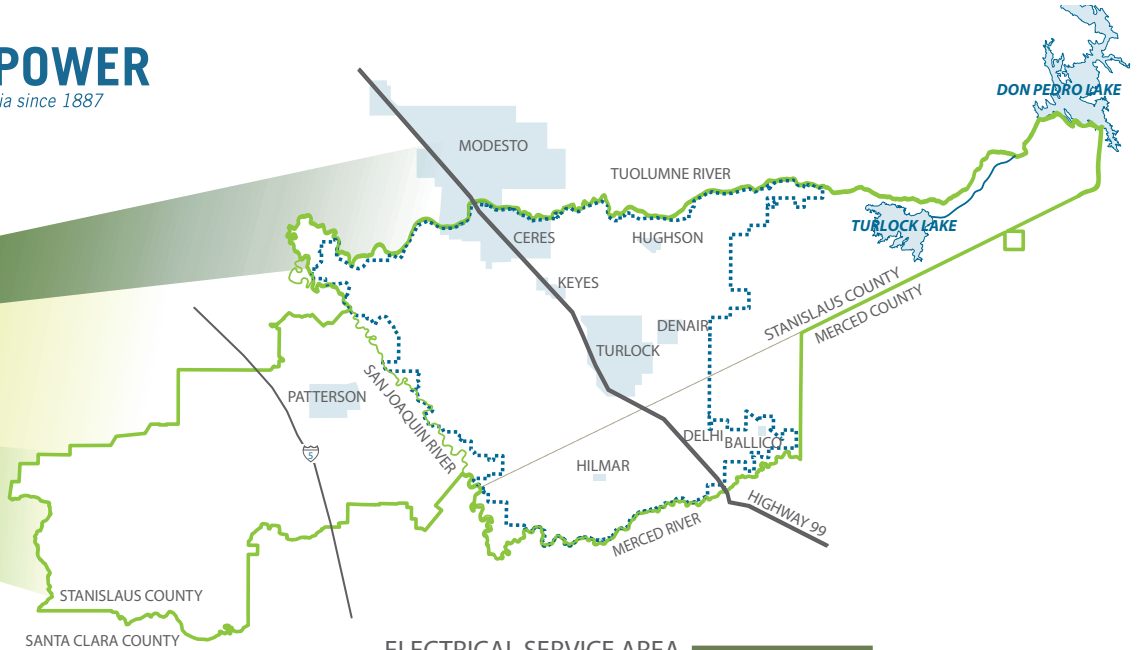 POWER
ia since 1887
DON PEDRO LAKE
MODESTO
TUOLUMNE RIVER
TURLOCK LAKE
CERES
HUGHSON
KEYES
STANISLAUS COUNTY
MERCED COUNTY
DENAIR
TURLOCK
SAN JOAQUIN RIVER
PATTERSON
5
DELHI
BALLICO
HILMAR
HIGHWAY 99
MERCED RIVER
STANISLAUS COUNTY
SANTA CLARA COUNTY
ELECTRICAL SERVICE AREA